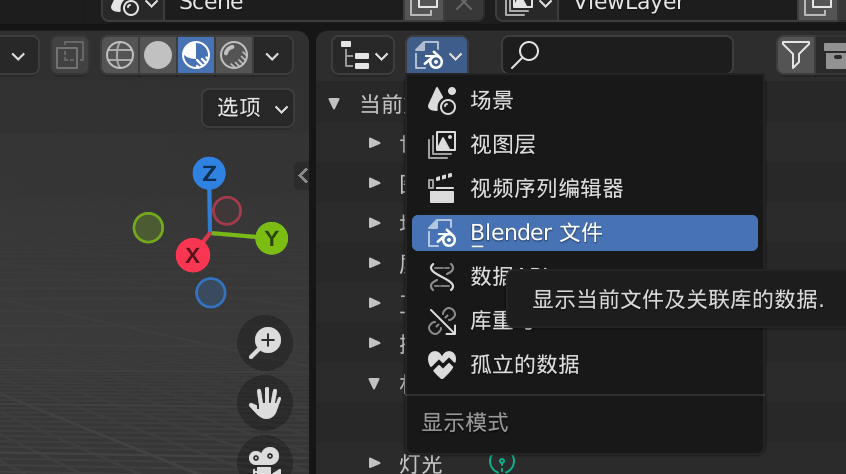 Scene
ViewLayer
选项
当前
场景
视图层
视频序列编辑器
Blender 文件
数据
显示当前文件及关联库的数据.
库重
孤立的数据
显示模式
灯光
Z
Y
X